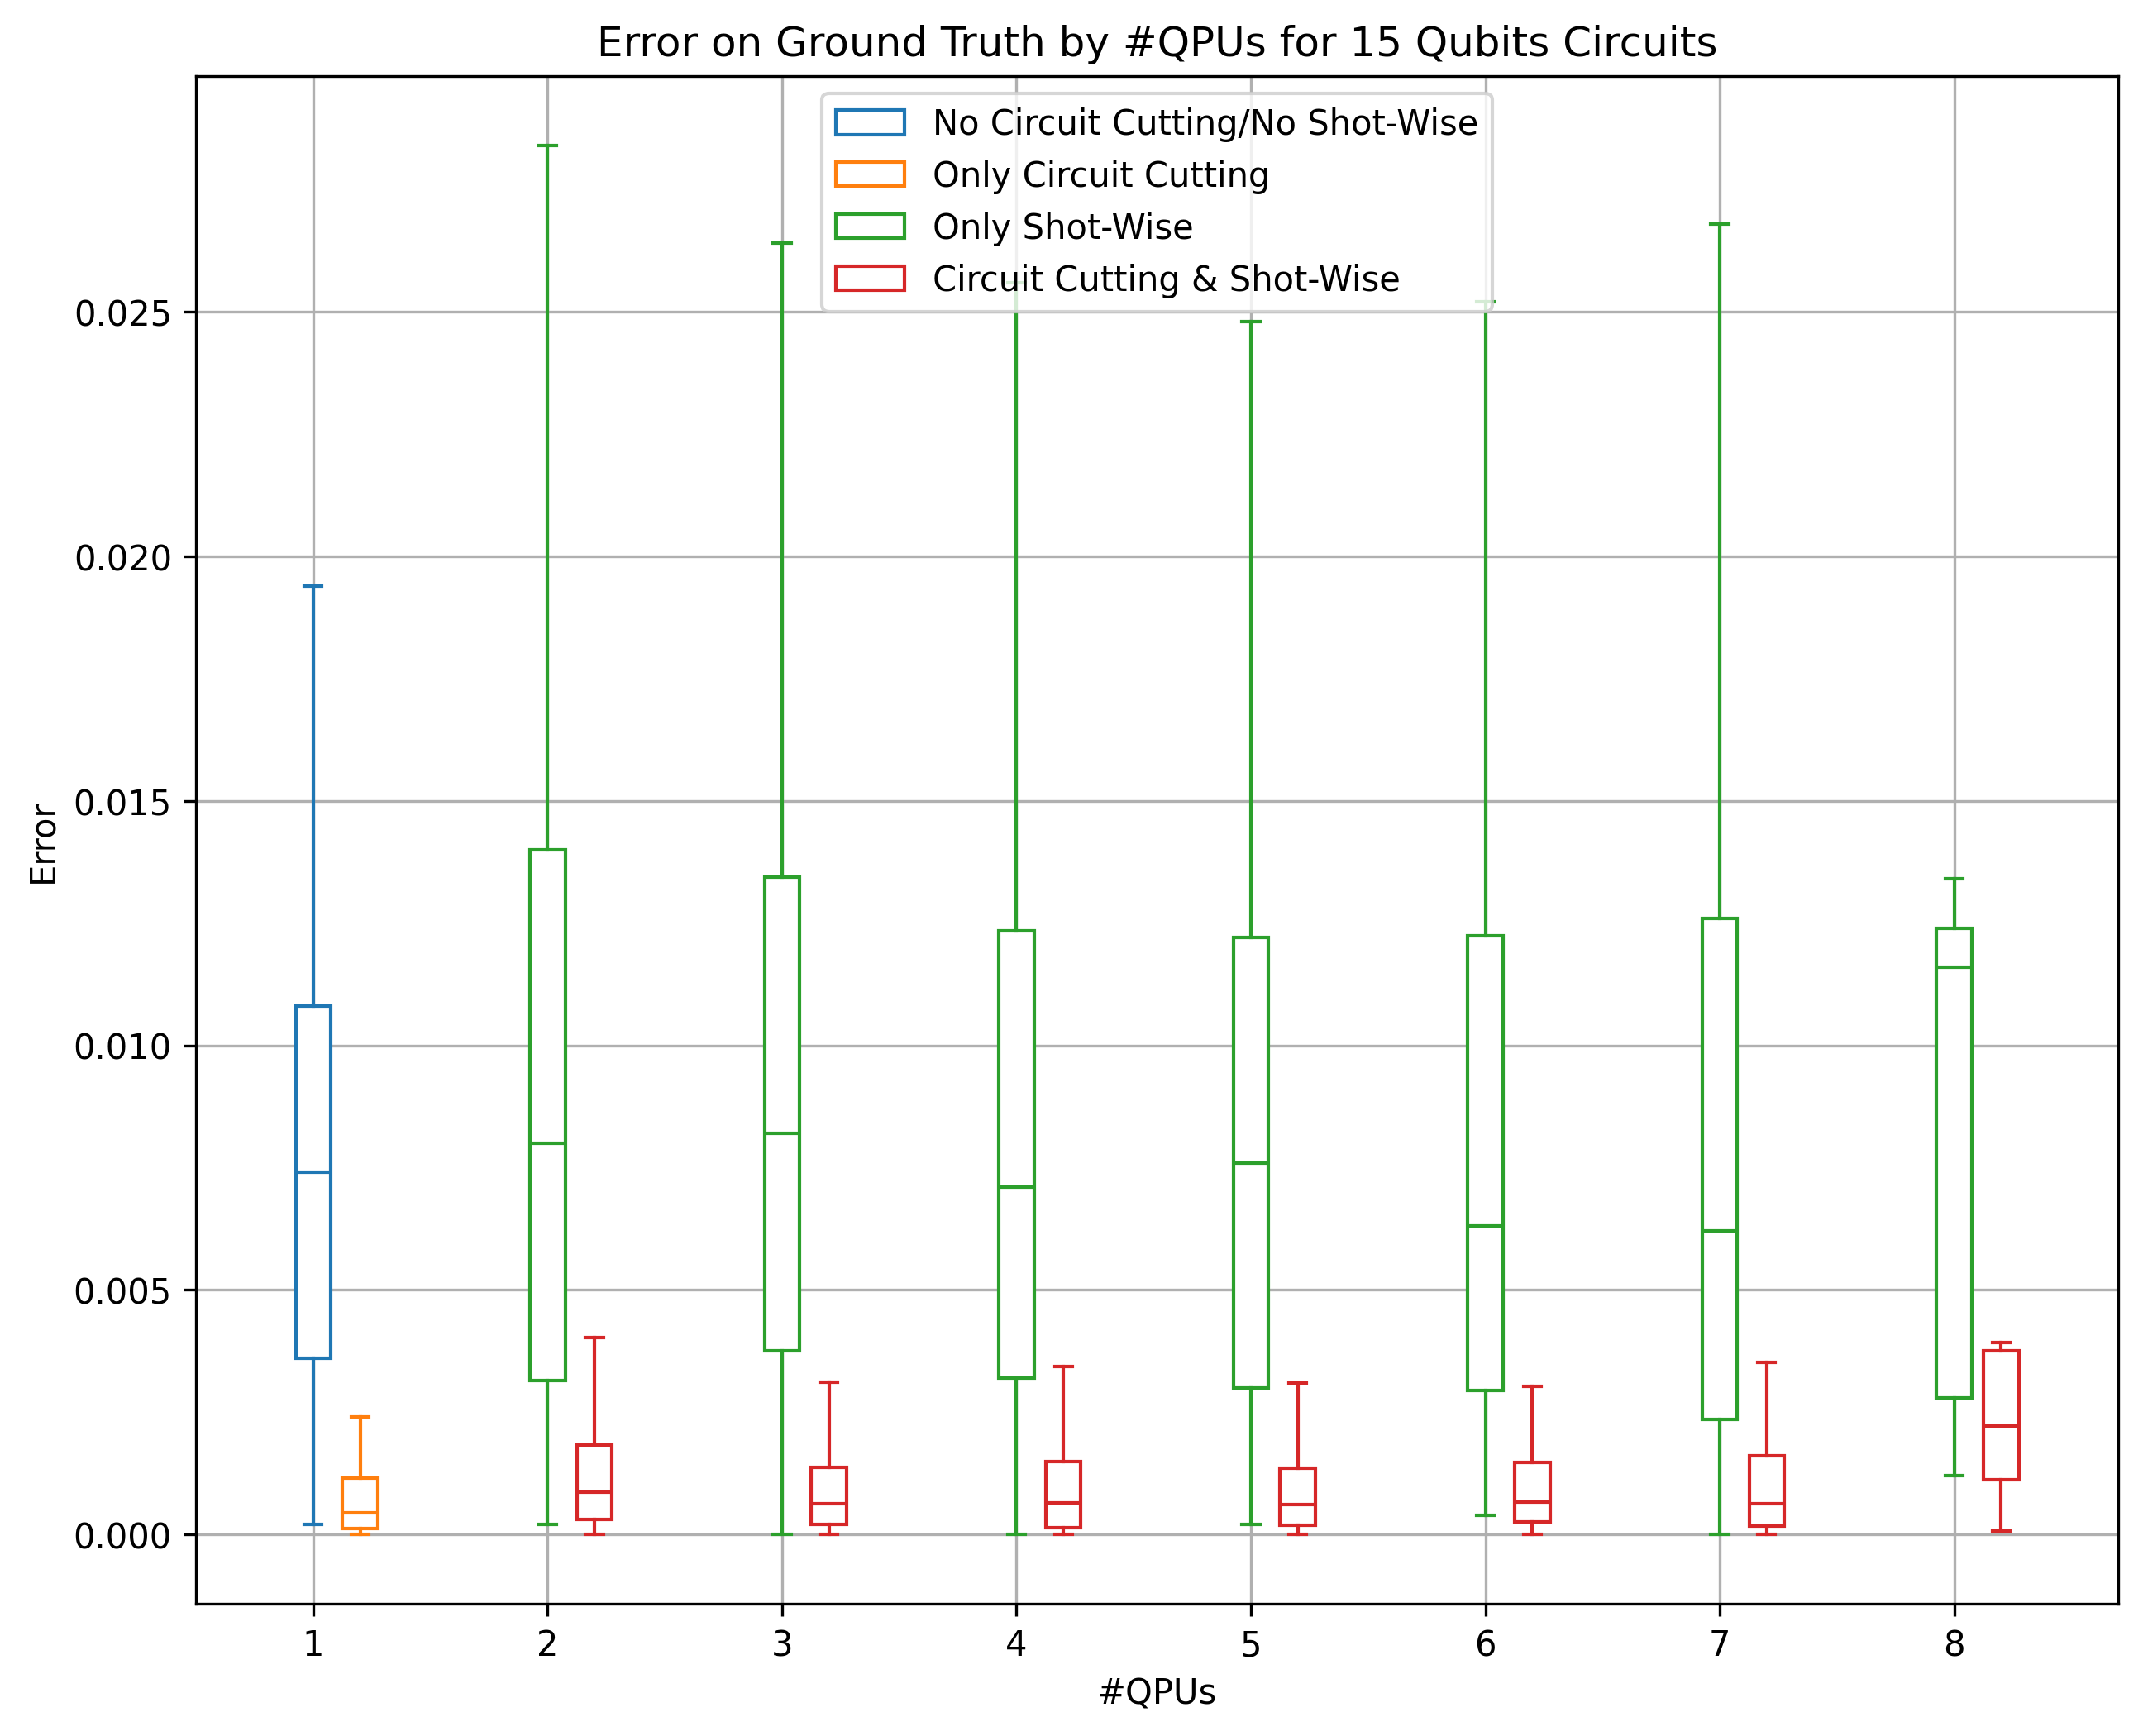 Error on Ground Truth by #QPUs for 15 Qubits Circuits
No Circuit Cutting/No Shot-Wise
Only Circuit Cutting
Only Shot-Wise
Circuit Cutting & Shot-Wise
0.025
0.020
0.015
0.010
0.005
0.000
Error
1 2 3 4 5 6 7 8
#QPUs